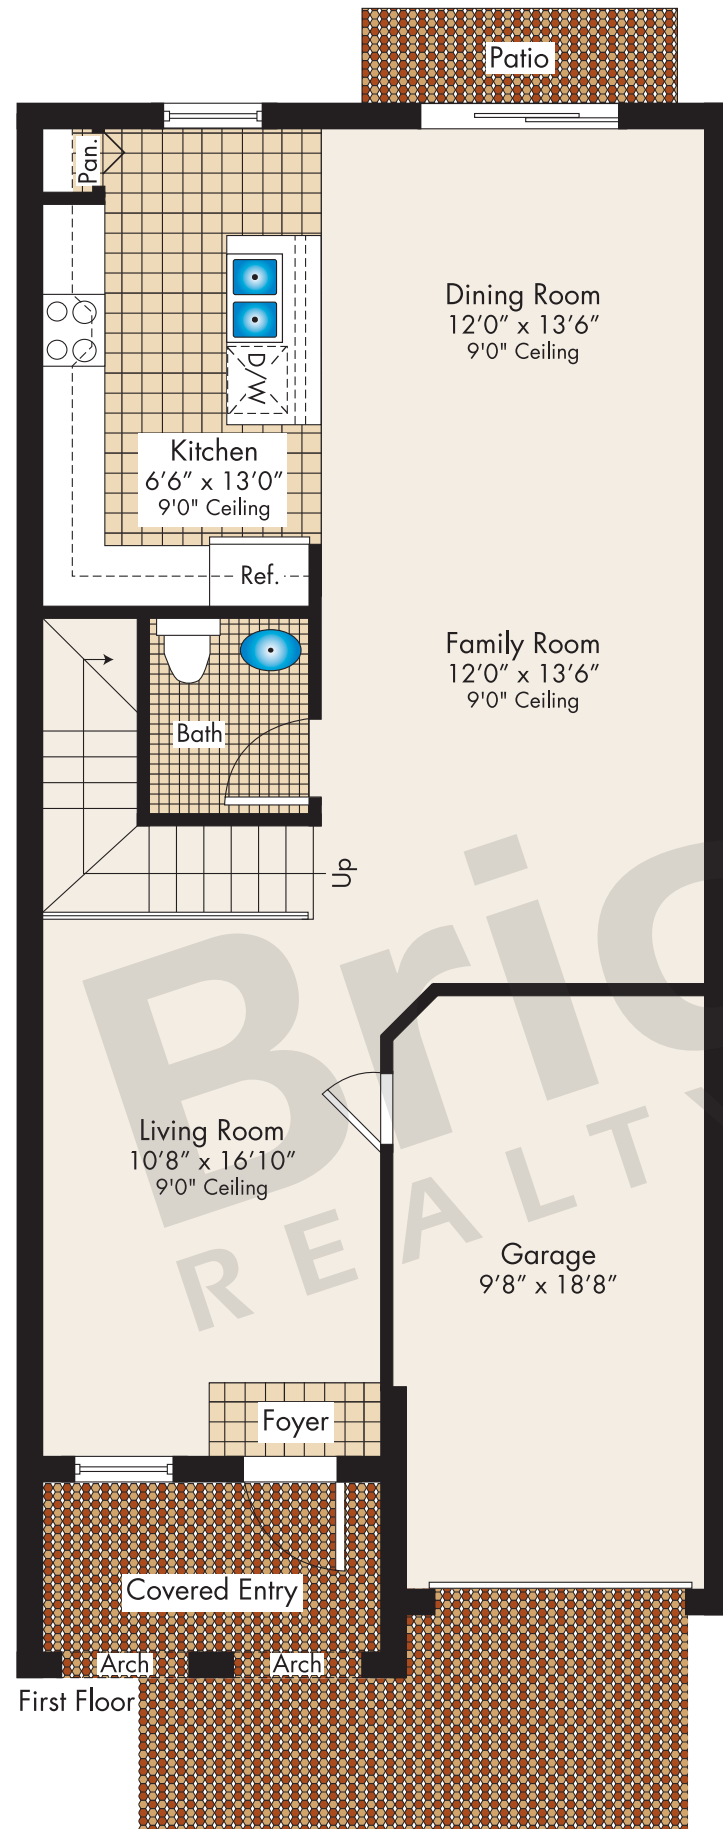 Patio
Pan.
Dining Room
12’0” x 13’6”
9'0" Ceiling
D/W
Kitchen
6’6” x 13’0”
9'0" Ceiling
Ref.
Family Room
12’0” x 13’6”
9'0" Ceiling
Bath
Up
Living Room
10’8” x 16’10”
9'0" Ceiling
Garage
9’8” x 18’8”
Foyer
Covered Entry
Arch
Arch
First Floor
REALTY